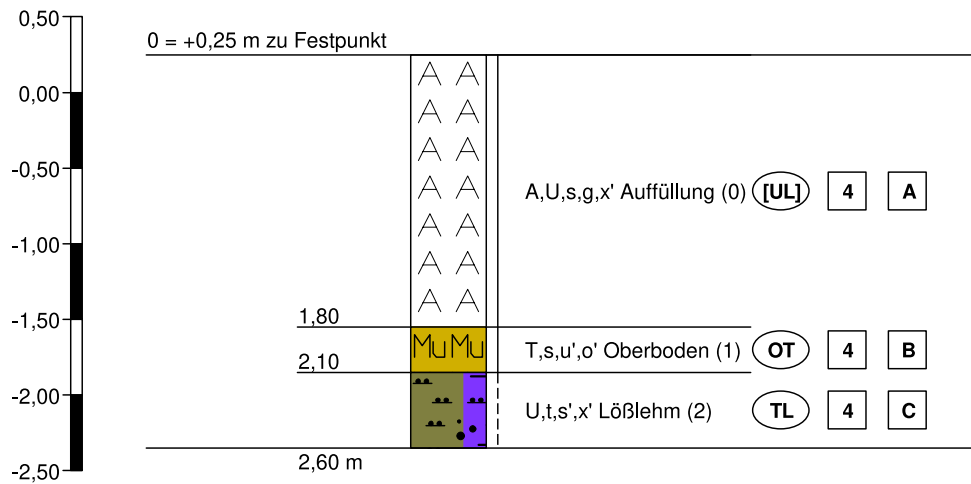 0,50
0 = +0,25 m zu Festpunkt
0,00
-0,50
-1,00
-1,50
-2,00
-2,50
A A
A A
A A
A A
A A
A A
A A
A,U,s,g,x' Auffüllung (0) [UL] 4 A
1,80
Mu Mu
T,s,u',o' Oberboden (1) OT 4 B
2,10
U,t,s',x' Lößlehm (2) TL 4 C
2,60 m